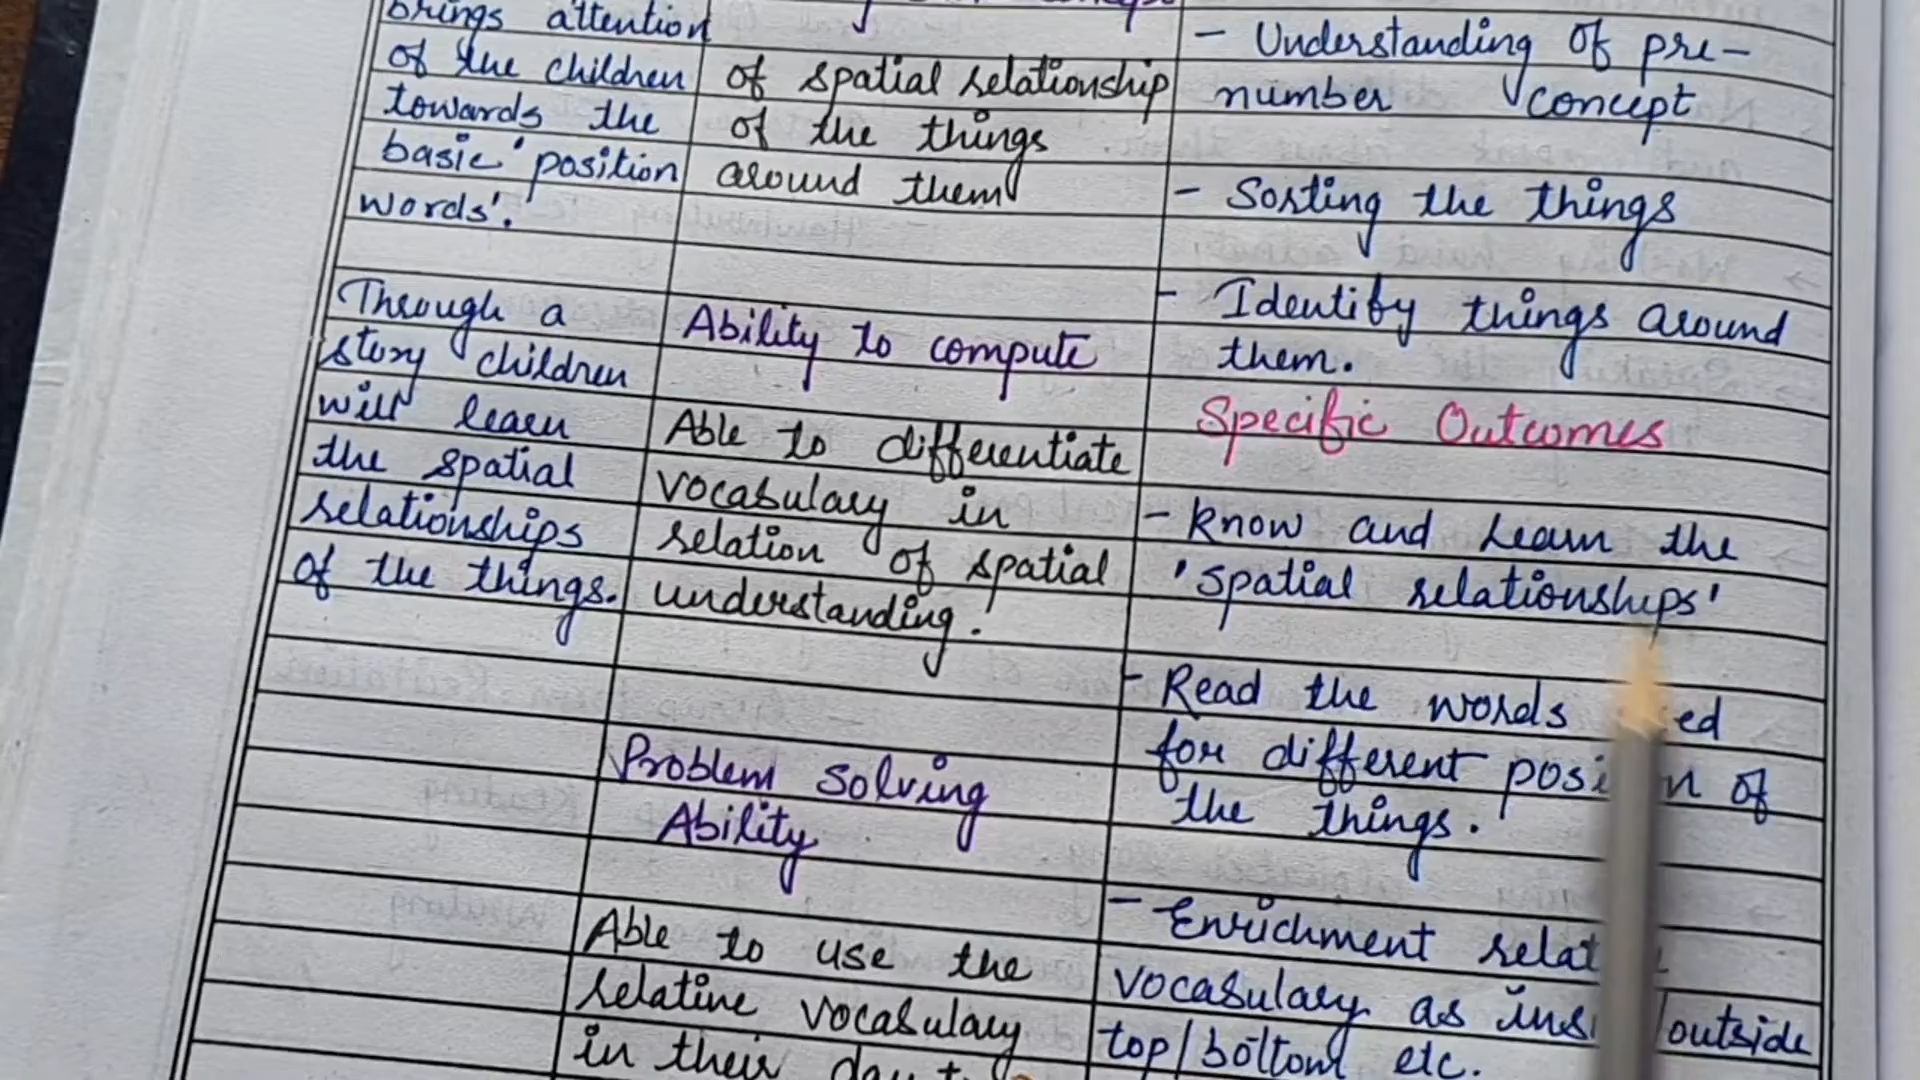 brings attention
of the children
towards the
basic 'position
words'.
Through a
story children
will learn
the spatial
relationships
of the things.
of spatial relationship
of the things
around them
Ability to compute
Able to differentiate
vocabulary in
relation of spatial
understanding.
Problem Solving
Ability
Able to use the
relative vocabulary
in their
- Understanding of pre-
number concept
- Sorting the things
- Identify things around
them.
Specific Outcomes
- Know and Learn the
'spatial relationships'
- Read the words
for different of
the things.
- Enrichment
vocabulary as /outside
top/bottom etc.